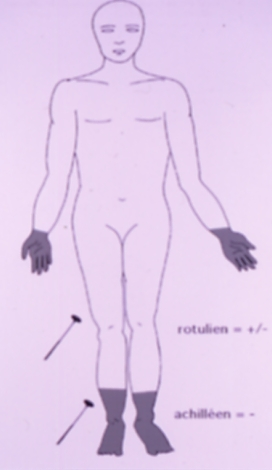 rotulien = +/-
achilléen = -